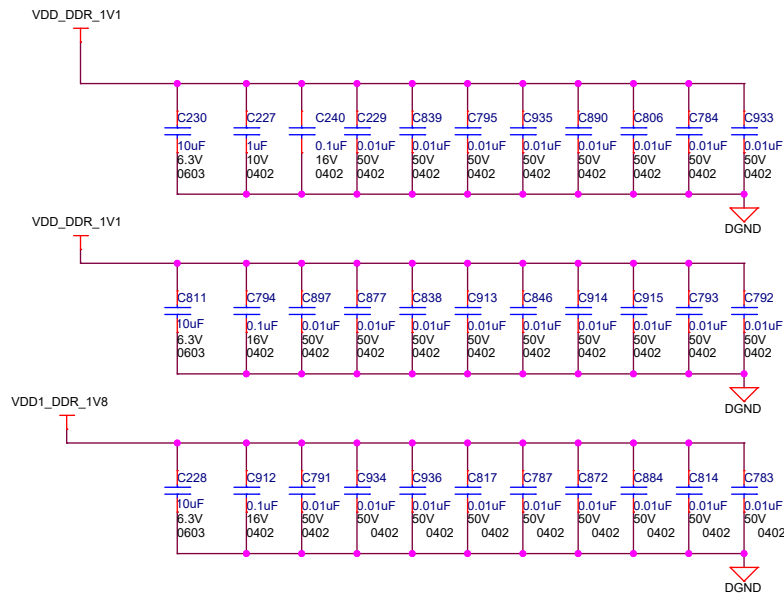 VDD_DDR_1V1
C230 C227 C240 C229 C839 C795 C935 C890 C806 C784 C933
10uF 1uF 0.1uF 0.01uF 0.01uF 0.01uF 0.01uF 0.01uF 0.01uF 0.01uF 0.01uF
6.3V 10V 16V 50V 50V 50V 50V 50V 50V 50V 50V
0603 0402 0402 0402 0402 0402 0402 0402 0402 0402 0402
DGND
VDD_DDR_1V1
C811 C794 C897 C877 C838 C913 C846 C914 C915 C793 C792
10uF 0.1uF 0.01uF 0.01uF 0.01uF 0.01uF 0.01uF 0.01uF 0.01uF 0.01uF 0.01uF
6.3V 16V 50V 50V 50V 50V 50V 50V 50V 50V 50V
0603 0402 0402 0402 0402 0402 0402 0402 0402 0402 0402
DGND
VDD1_DDR_1V8
C228 C912 C791 C934 C936 C817 C787 C872 C884 C814 C783
10uF 0.1uF 0.01uF 0.01uF 0.01uF 0.01uF 0.01uF 0.01uF 0.01uF 0.01uF 0.01uF
6.3V 16V 50V 50V 50V 50V 50V 50V 50V 50V 50V
0603 0402 0402 0402 0402 0402 0402 0402 0402 0402 0402
DGND